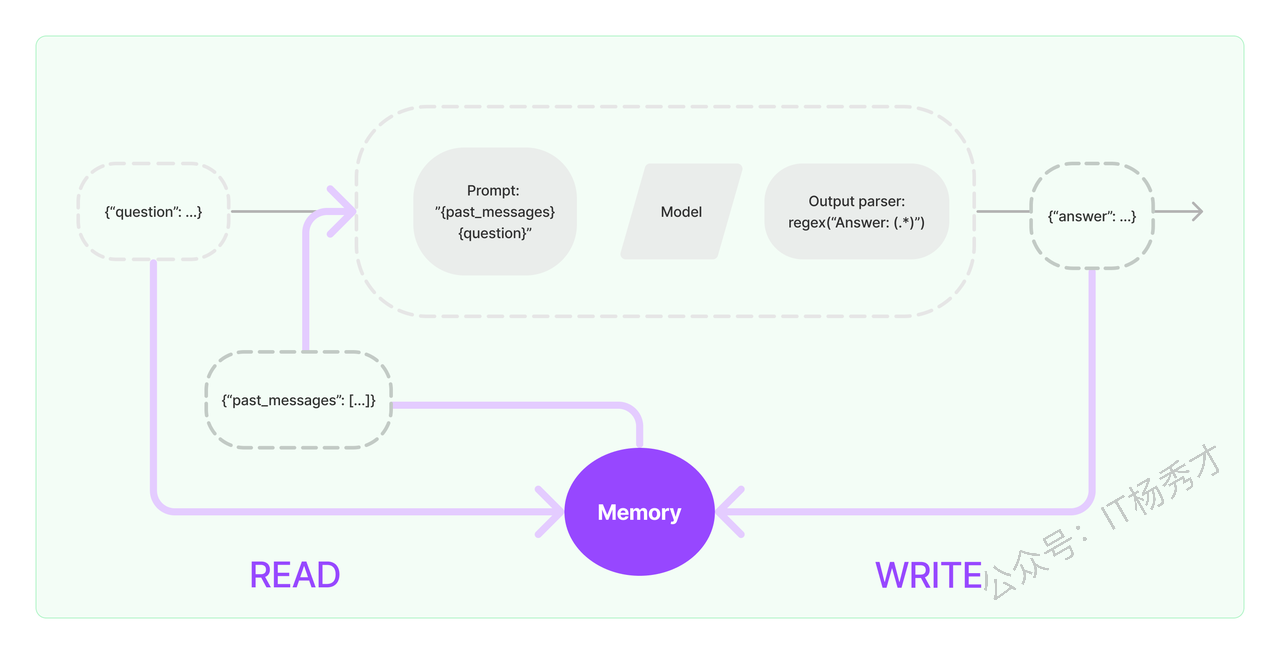 {“question”: ...}
Prompt:
”{past_messages}
{question}”
Model
Output parser:
regex(“Answer: (.*)”)
{“answer”: ...}
{“past_messages”: [...]}
Memory
READ
WRITE
公众号：IT杨秀才